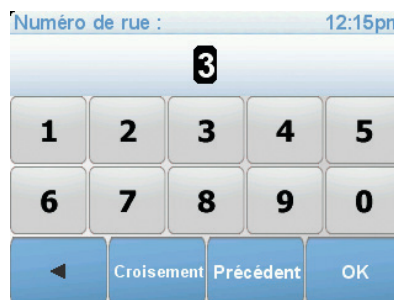 Numéro de rue : 12:15pm
3
1 2 3 4 5
6 7 8 9 0
◄ Croisement Précédent OK